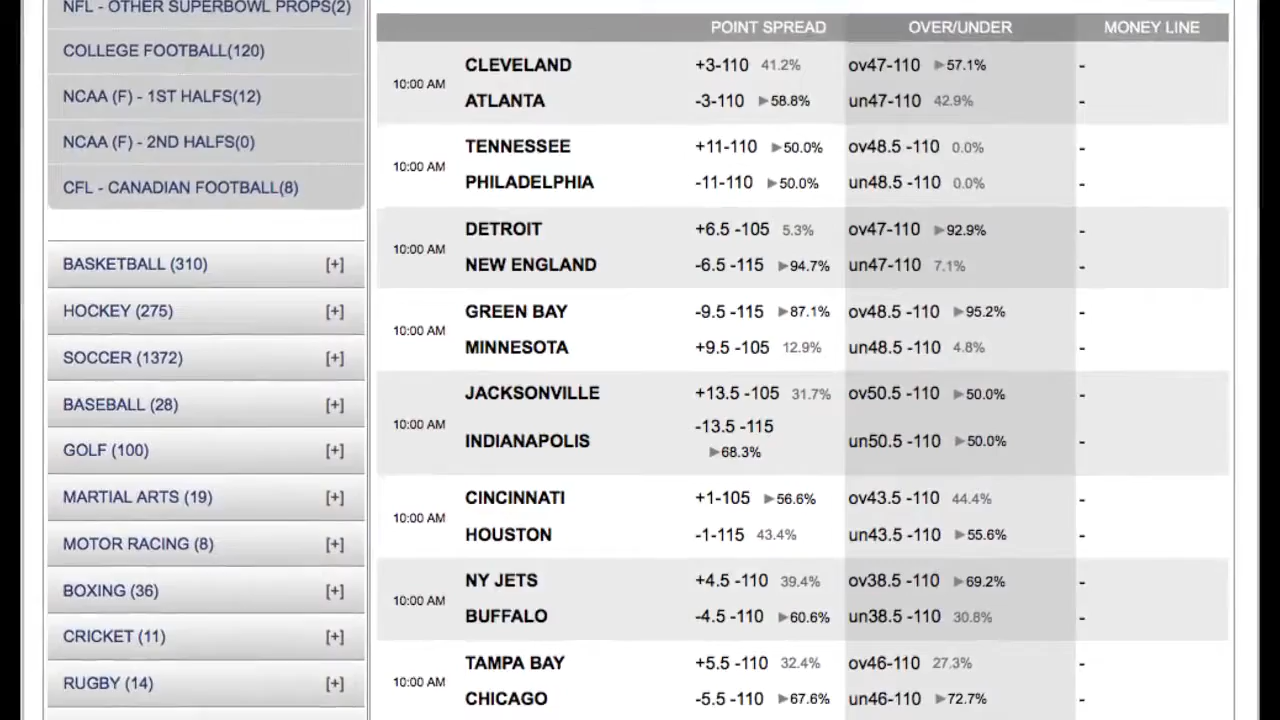 NFL - OTHER SUPERBOWL PROPS(2)
COLLEGE FOOTBALL(120)
NCAA (F) - 1ST HALFS(12)
NCAA (F) - 2ND HALFS(0)
CFL - CANADIAN FOOTBALL(8)
BASKETBALL (310) [+]
HOCKEY (275) [+]
SOCCER (1372) [+]
BASEBALL (28) [+]
GOLF (100) [+]
MARTIAL ARTS (19) [+]
MOTOR RACING (8) [+]
BOXING (36) [+]
CRICKET (11) [+]
RUGBY (14) [+]
POINT SPREAD OVER/UNDER MONEY LINE
10:00 AM
CLEVELAND +3-110 41.2% ov47-110 ▶57.1% -
ATLANTA -3-110 ▶58.8% un47-110 42.9% -
10:00 AM
TENNESSEE +11-110 ▶50.0% ov48.5 -110 0.0% -
PHILADELPHIA -11-110 ▶50.0% un48.5 -110 0.0% -
10:00 AM
DETROIT +6.5 -105 5.3% ov47-110 ▶92.9% -
NEW ENGLAND -6.5 -115 ▶94.7% un47-110 7.1% -
10:00 AM
GREEN BAY -9.5 -115 ▶87.1% ov48.5 -110 ▶95.2% -
MINNESOTA +9.5 -105 12.9% un48.5 -110 4.8% -
10:00 AM
JACKSONVILLE +13.5 -105 31.7% ov50.5 -110 ▶50.0% -
-13.5 -115
INDIANAPOLIS un50.5 -110 ▶50.0% -
▶68.3%
10:00 AM
CINCINNATI +1-105 ▶56.6% ov43.5 -110 44.4% -
HOUSTON -1-115 43.4% un43.5 -110 ▶55.6% -
10:00 AM
NY JETS +4.5 -110 39.4% ov38.5 -110 ▶69.2% -
BUFFALO -4.5 -110 ▶60.6% un38.5 -110 30.8% -
10:00 AM
TAMPA BAY +5.5 -110 32.4% ov46-110 27.3% -
CHICAGO -5.5 -110 ▶67.6% un46-110 ▶72.7% -